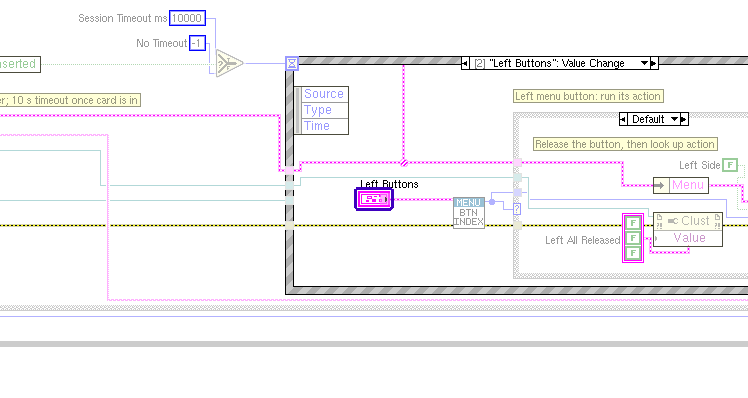 Session Timeout ms 10000
No Timeout -1
T
?
F
nserted
[2] "Left Buttons": Value Change
er; 10 s timeout once card is in
Source
Type
Time
Left menu button: run its action
Default
Release the button, then look up action
Left Side F
Left Buttons
Menu
MENU
BTN
INDEX
?
Clust
?! ?!
Left All Released
F
F
F
Value